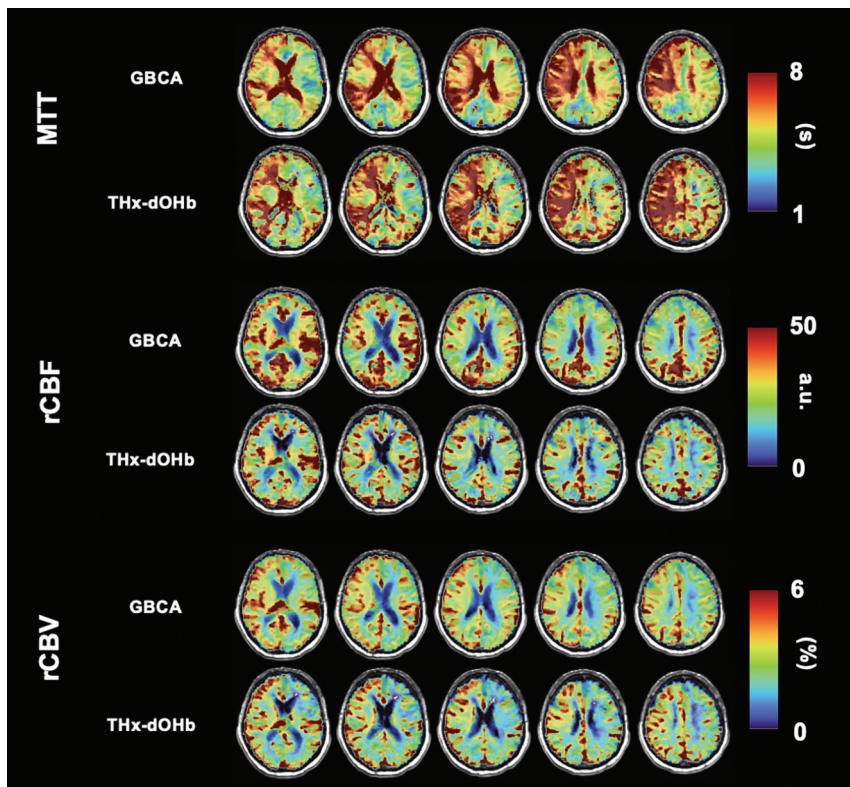 MTT
GBCA
THx-dOHb
8
(s)
1
rCBF
GBCA
THx-dOHb
50
a.u.
0
rCBV
GBCA
THx-dOHb
6
(%)
0